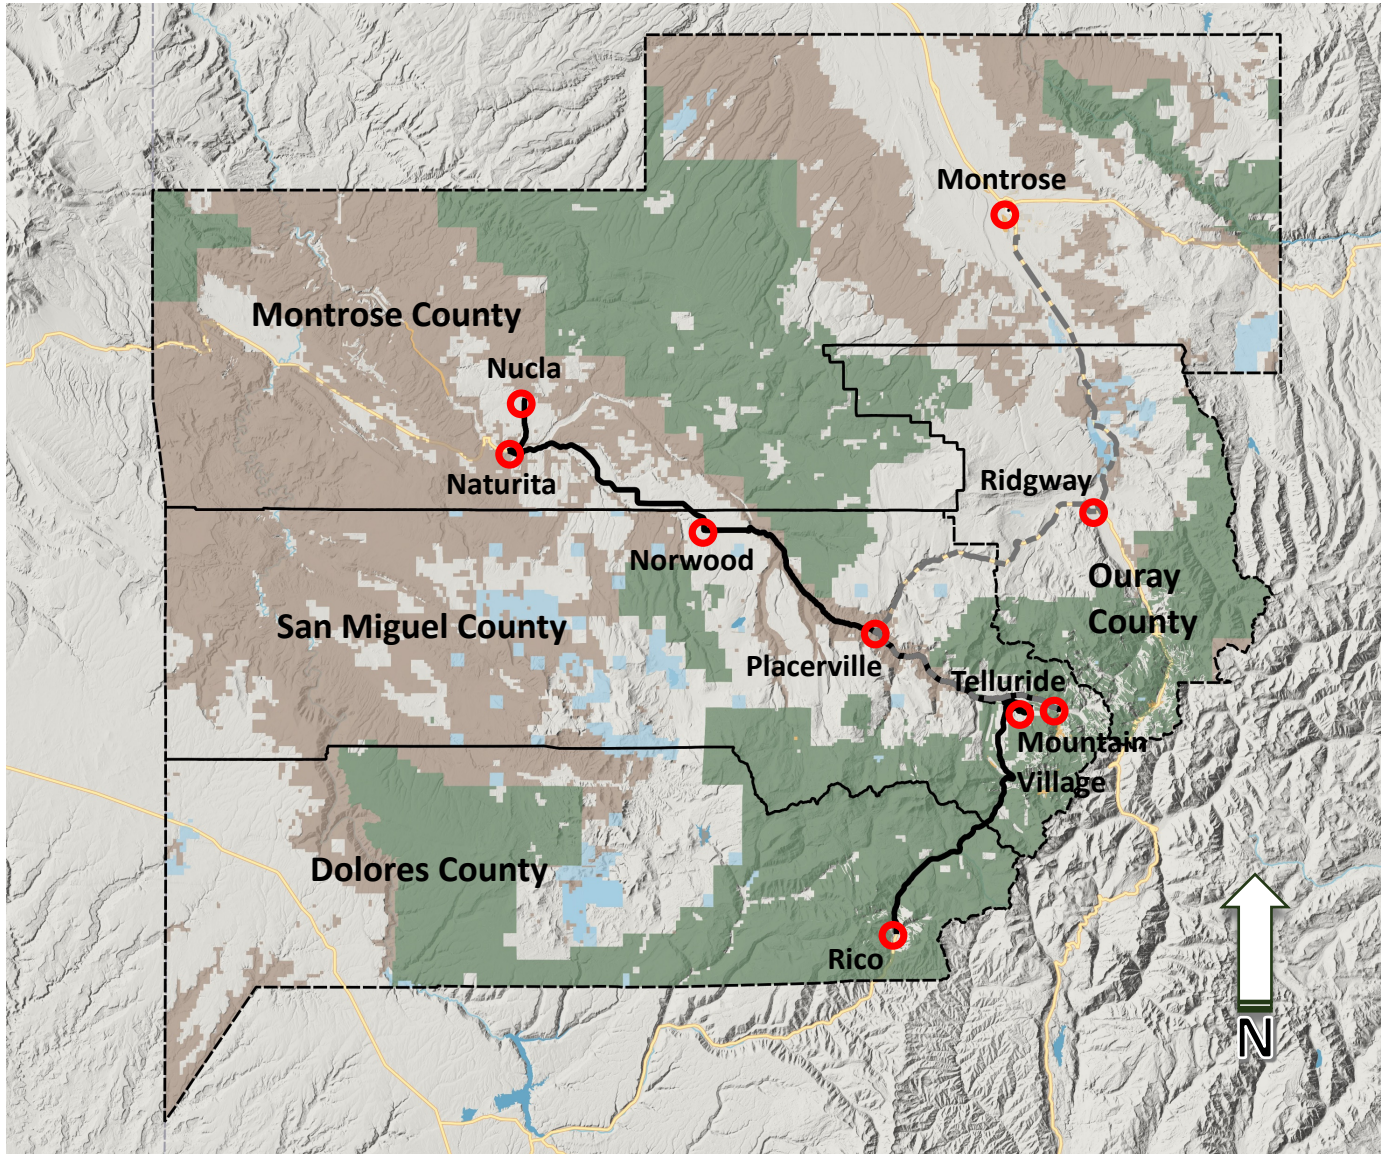 Montrose
Montrose County
Nucla
Naturita
Ridgway
Norwood
Ouray
County
San Miguel County
Placerville
Telluride
Mountain
Village
Dolores County
Rico
N